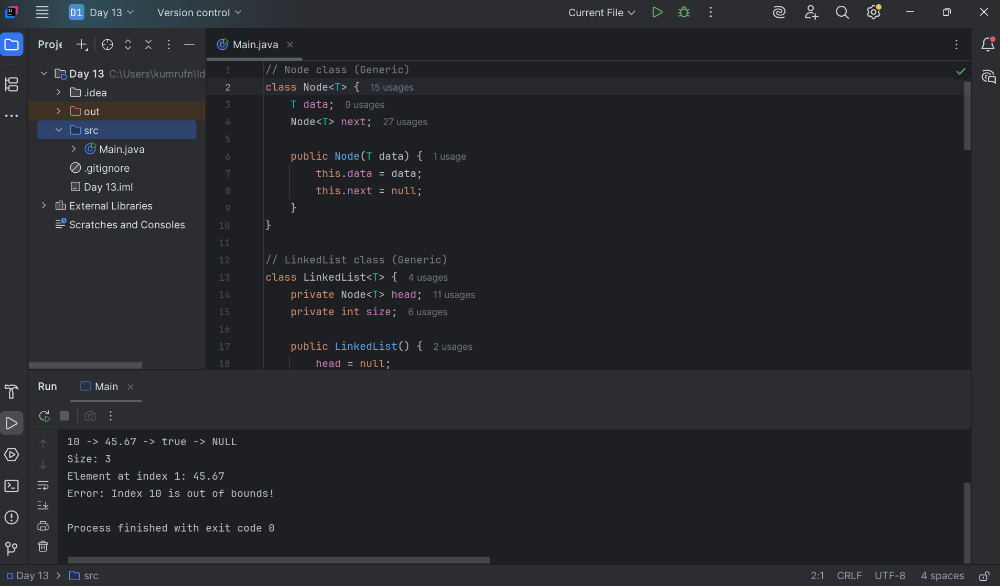 D1 Day 13 Version control Current File
Proje
Main.java
Day 13 C:\Users\kumrufn\Id
.idea
out
src
Main.java
.gitignore
Day 13.iml
External Libraries
Scratches and Consoles
1 // Node class (Generic)
2 class Node<T> { 15 usages
3 T data; 9 usages
4 Node<T> next; 27 usages
5
6 public Node(T data) { 1 usage
7 this.data = data;
8 this.next = null;
9 }
10 }
11
12 // LinkedList class (Generic)
13 class LinkedList<T> { 4 usages
14 private Node<T> head; 11 usages
15 private int size; 6 usages
16
17 public LinkedList() { 2 usages
18 head = null;
Run Main
10 -> 45.67 -> true -> NULL
Size: 3
Element at index 1: 45.67
Error: Index 10 is out of bounds!
Process finished with exit code 0
Day 13 src 2:1 CRLF UTF-8 4 spaces